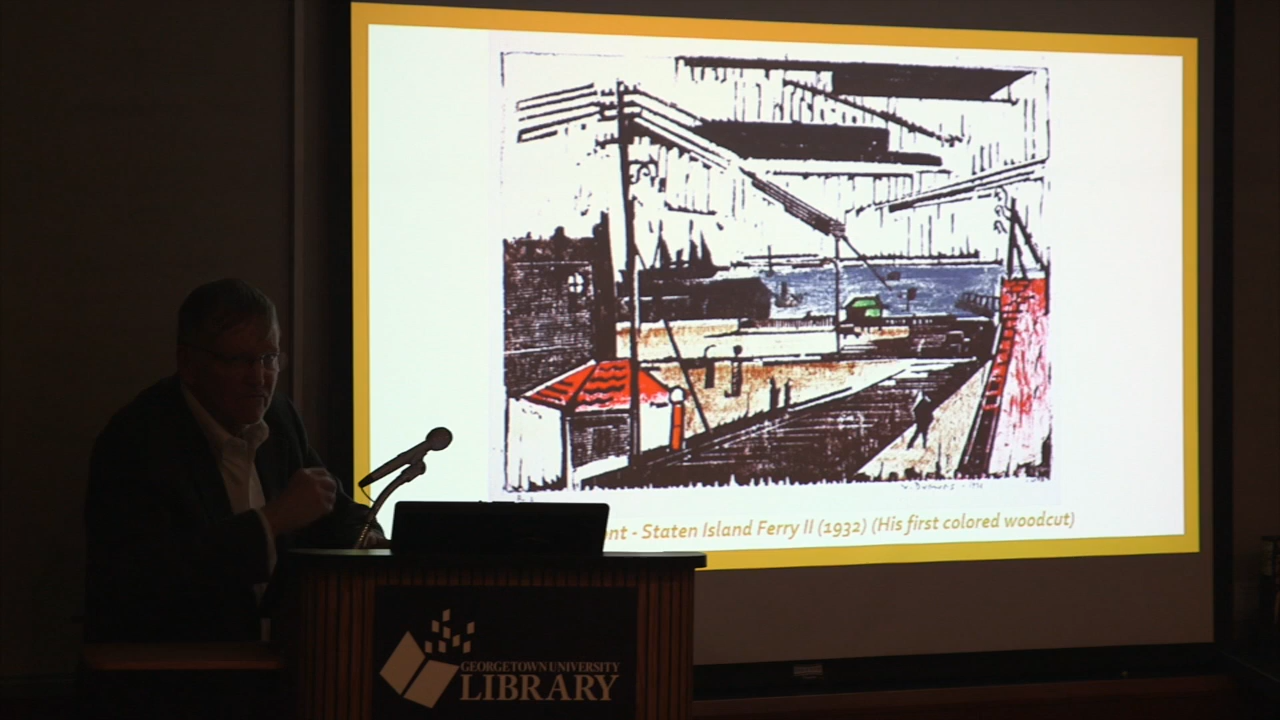 nt - Staten Island Ferry II (1932) (His first colored woodcut)
GEORGETOWN UNIVERSITY
LIBRARY